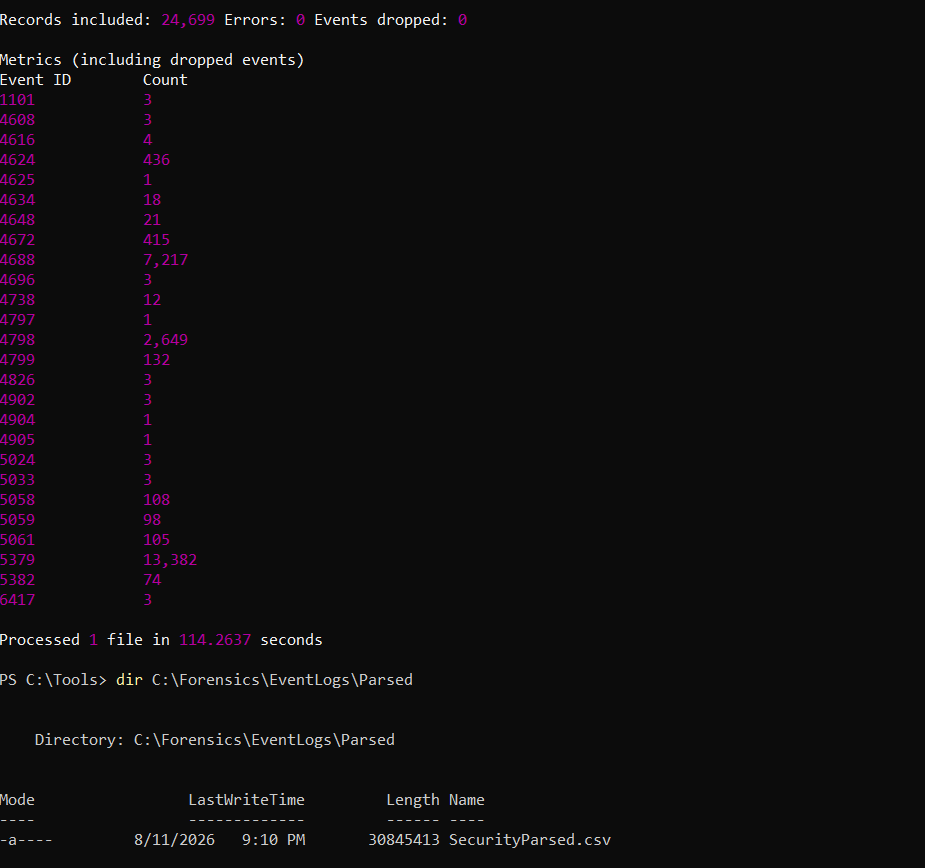 Records included: 24,699 Errors: 0 Events dropped: 0
Metrics (including dropped events)
Event ID Count
1101 3
4608 3
4616 4
4624 436
4625 1
4634 18
4648 21
4672 415
4688 7,217
4696 3
4738 12
4797 1
4798 2,649
4799 132
4826 3
4902 3
4904 1
4905 1
5024 3
5033 3
5058 108
5059 98
5061 105
5379 13,382
5382 74
6417 3
Processed 1 file in 114.2637 seconds
PS C:\Tools> dir C:\Forensics\EventLogs\Parsed
Directory: C:\Forensics\EventLogs\Parsed
Mode LastWriteTime Length Name
---- ------------- ------ ----
-a---- 8/11/2026 9:10 PM 30845413 SecurityParsed.csv